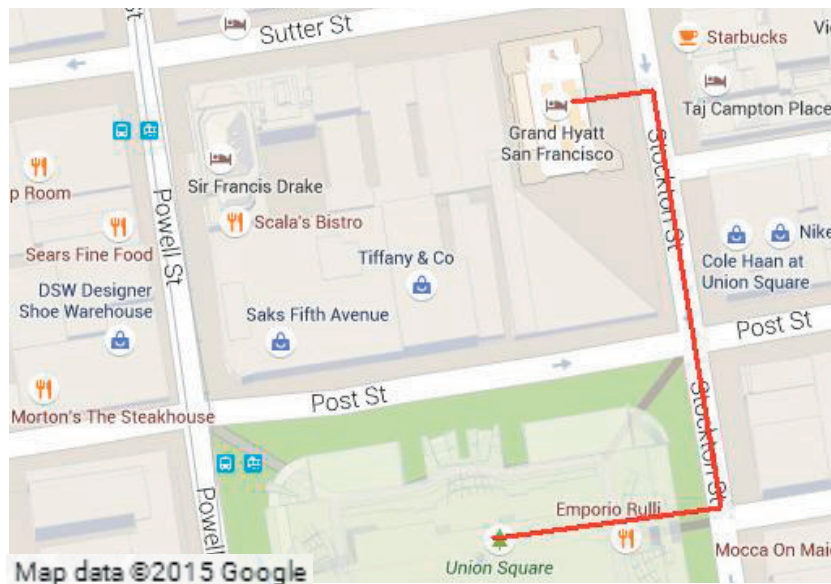 St
Sutter St
Starbucks
Vi
Taj Campton Place
Grand Hyatt
San Francisco
p Room
Sir Francis Drake
Scala's Bistro
Powell St
Stockton St
Sears Fine Food
Nike
Cole Haan at
Union Square
Tiffany & Co
DSW Designer
Shoe Warehouse
Saks Fifth Avenue
Post St
Post St
Morton's The Steakhouse
Stockton St
Powell
Emporio Rulli
Union Square
Mocca On Maid
Map data ©2015 Google